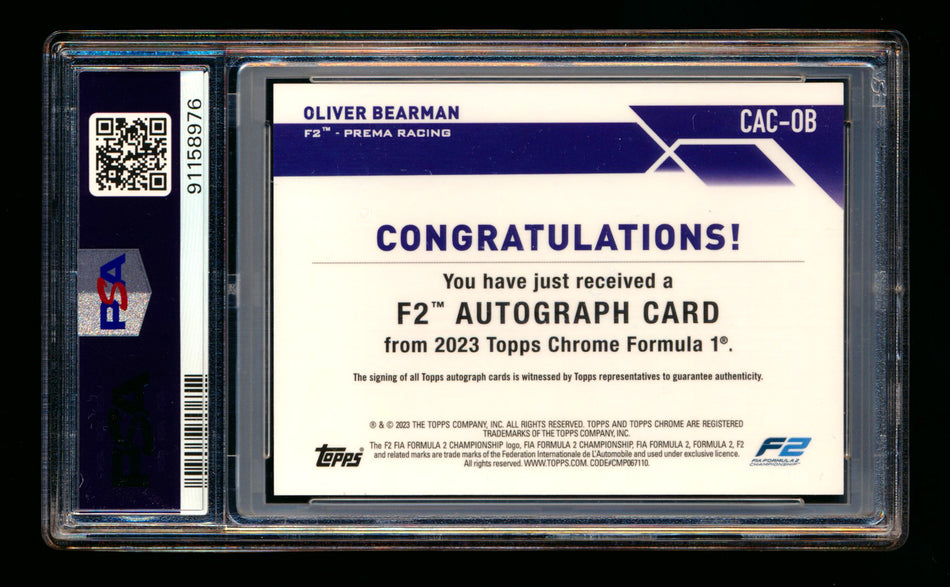 91158976
PSA
PSA
OLIVER BEARMAN
F2™ - PREMA RACING
CAC-OB
CONGRATULATIONS!
You have just received a
F2™ AUTOGRAPH CARD
from 2023 Topps Chrome Formula 1®.
The signing of all Topps autograph cards is witnessed by Topps representatives to guarantee authenticity.
® & © 2023 THE TOPPS COMPANY, INC. ALL RIGHTS RESERVED. TOPPS AND TOPPS CHROME ARE REGISTERED
TRADEMARKS OF THE TOPPS COMPANY, INC.
The F2 FIA FORMULA 2 CHAMPIONSHIP logo, FIA FORMULA 2 CHAMPIONSHIP, FIA FORMULA 2, FORMULA 2, F2
and related marks are trade marks of the Federation Internationale de L'Automobile and used under exclusive licence.
All rights reserved. WWW.TOPPS.COM. CODE#CMP067110.
Topps
F2
FIA FORMULA 2
CHAMPIONSHIP™